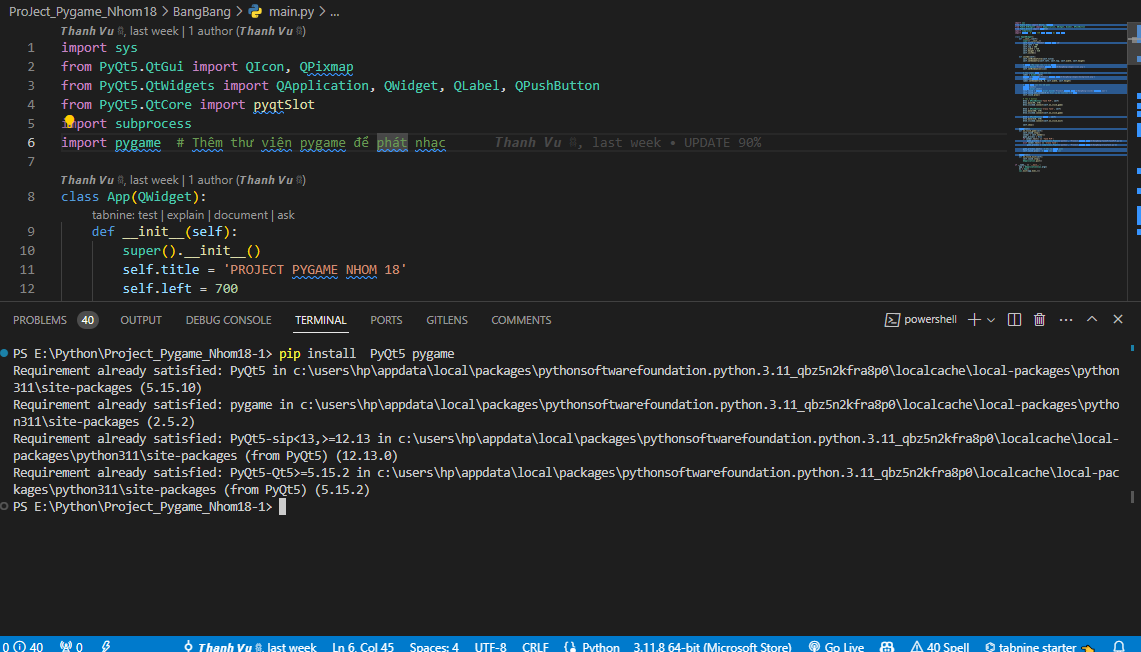 ProJect_Pygame_Nhom18 > BangBang > main.py > ...
Thanh Vu, last week | 1 author (Thanh Vu)
1 import sys
2 from PyQt5.QtGui import QIcon, QPixmap
3 from PyQt5.QtWidgets import QApplication, QWidget, QLabel, QPushButton
4 from PyQt5.QtCore import pyqtSlot
5 import subprocess
6 import pygame # Thêm thư viện pygame để phát nhạc Thanh Vu, last week • UPDATE 90%
7
Thanh Vu, last week | 1 author (Thanh Vu)
8 class App(QWidget):
tabnine: test | explain | document | ask
9 def __init__(self):
10 super().__init__()
11 self.title = 'PROJECT PYGAME NHOM 18'
12 self.left = 700
PROBLEMS 40 OUTPUT DEBUG CONSOLE TERMINAL PORTS GITLENS COMMENTS powershell
PS E:\Python\Project_Pygame_Nhom18-1> pip install  PyQt5 pygame
Requirement already satisfied: PyQt5 in c:\users\hp\appdata\local\packages\pythonsoftwarefoundation.python.3.11_qbz5n2kfra8p0\localcache\local-packages\python
311\site-packages (5.15.10)
Requirement already satisfied: pygame in c:\users\hp\appdata\local\packages\pythonsoftwarefoundation.python.3.11_qbz5n2kfra8p0\localcache\local-packages\pytho
n311\site-packages (2.5.2)
Requirement already satisfied: PyQt5-sip<13,>=12.13 in c:\users\hp\appdata\local\packages\pythonsoftwarefoundation.python.3.11_qbz5n2kfra8p0\localcache\local-
packages\python311\site-packages (from PyQt5) (12.13.0)
Requirement already satisfied: PyQt5-Qt5>=5.15.2 in c:\users\hp\appdata\local\packages\pythonsoftwarefoundation.python.3.11_qbz5n2kfra8p0\localcache\local-pac
kages\python311\site-packages (from PyQt5) (5.15.2)
PS E:\Python\Project_Pygame_Nhom18-1>
0 40 0 Thanh Vu, last week Ln 6, Col 45 Spaces: 4 UTF-8 CRLF Python 3.11.8 64-bit (Microsoft Store) Go Live 40 Spell tabnine starter